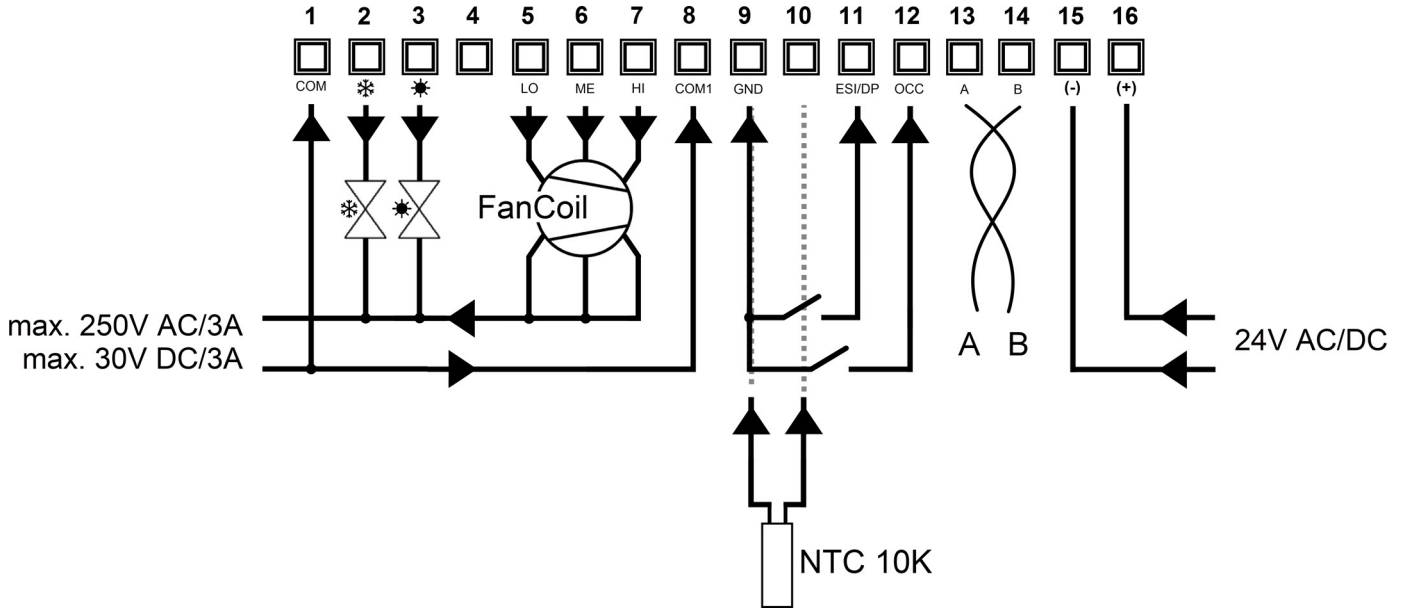 1 2 3 4 5 6 7 8 9 10 11 12 13 14 15 16
COM LO ME HI COM1 GND ESI/DP OCC A B (-) (+)
FanCoil
max. 250V AC/3A
max. 30V DC/3A
A B
24V AC/DC
NTC 10K